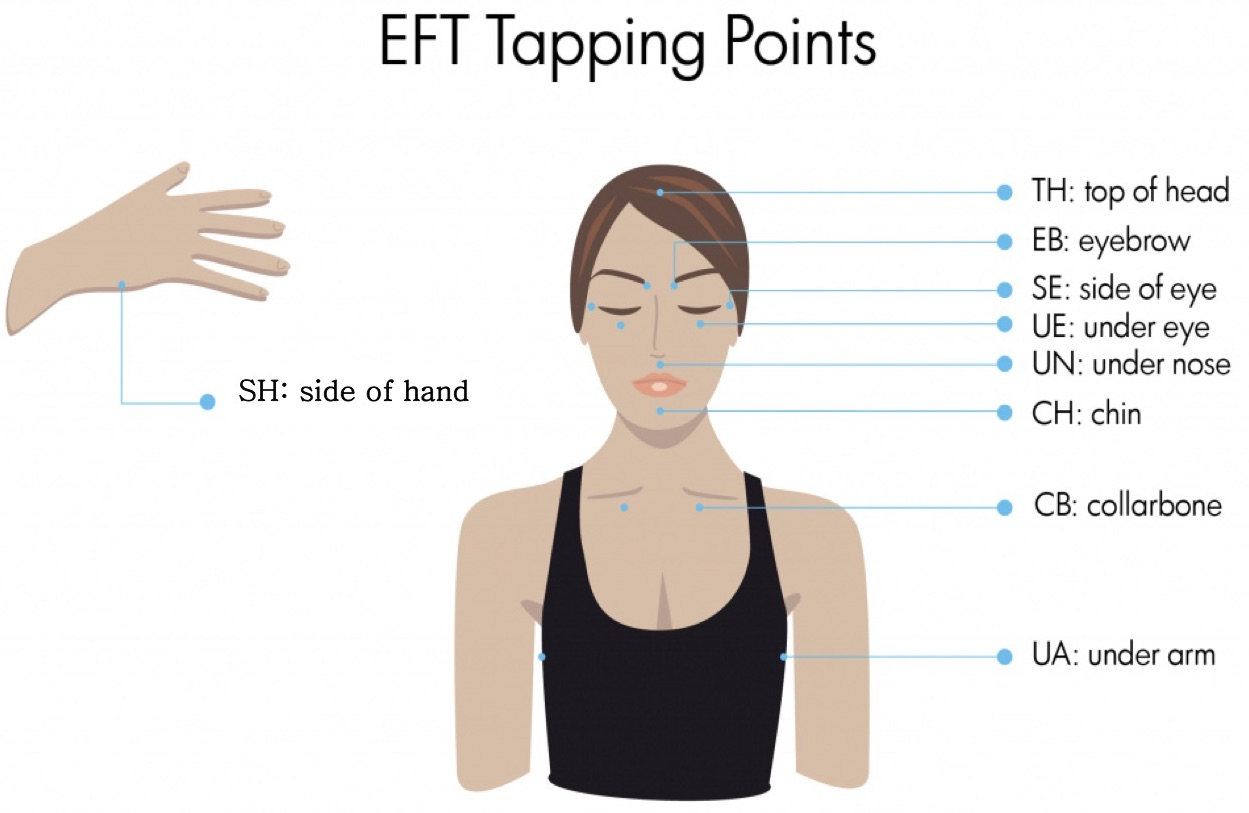 EFT Tapping Points
TH: top of head
EB: eyebrow
SE: side of eye
UE: under eye
UN: under nose
SH: side of hand
CH: chin
CB: collarbone
UA: under arm